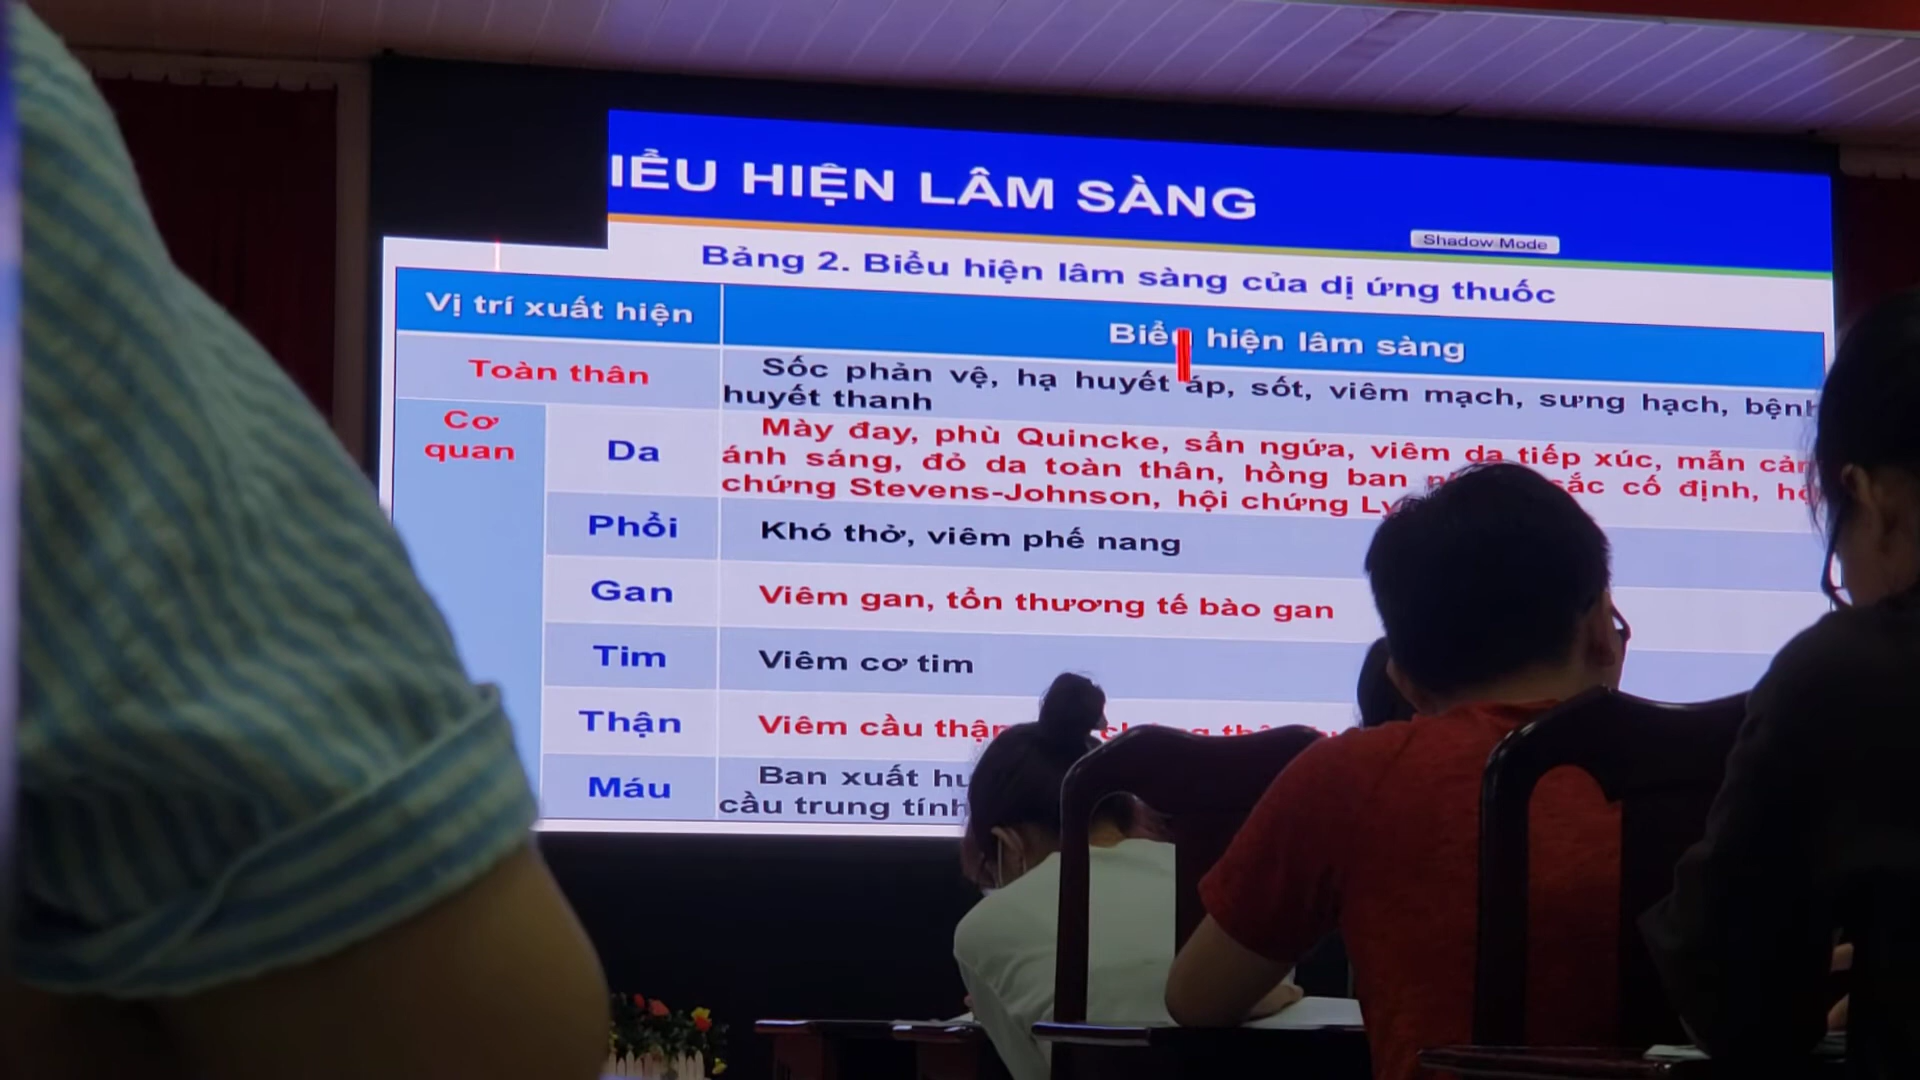 IỂU HIỆN LÂM SÀNG
Shadow Mode
Bảng 2. Biểu hiện lâm sàng của dị ứng thuốc
Vị trí xuất hiện
Biểu hiện lâm sàng
Toàn thân
Sốc phản vệ, hạ huyết áp, sốt, viêm mạch, sưng hạch, bệnh
huyết thanh
Cơ
quan
Da
Mày đay, phù Quincke, sẩn ngứa, viêm da tiếp xúc, mẫn cảm
ánh sáng, đỏ da toàn thân, hồng ban sắc cố định,
chứng Stevens-Johnson, hội chứng Ly
Phổi
Khó thở, viêm phế nang
Gan
Viêm gan, tổn thương tế bào gan
Tim
Viêm cơ tim
Thận
Viêm cầu thận
Máu
Ban xuất hu
cầu trung tính